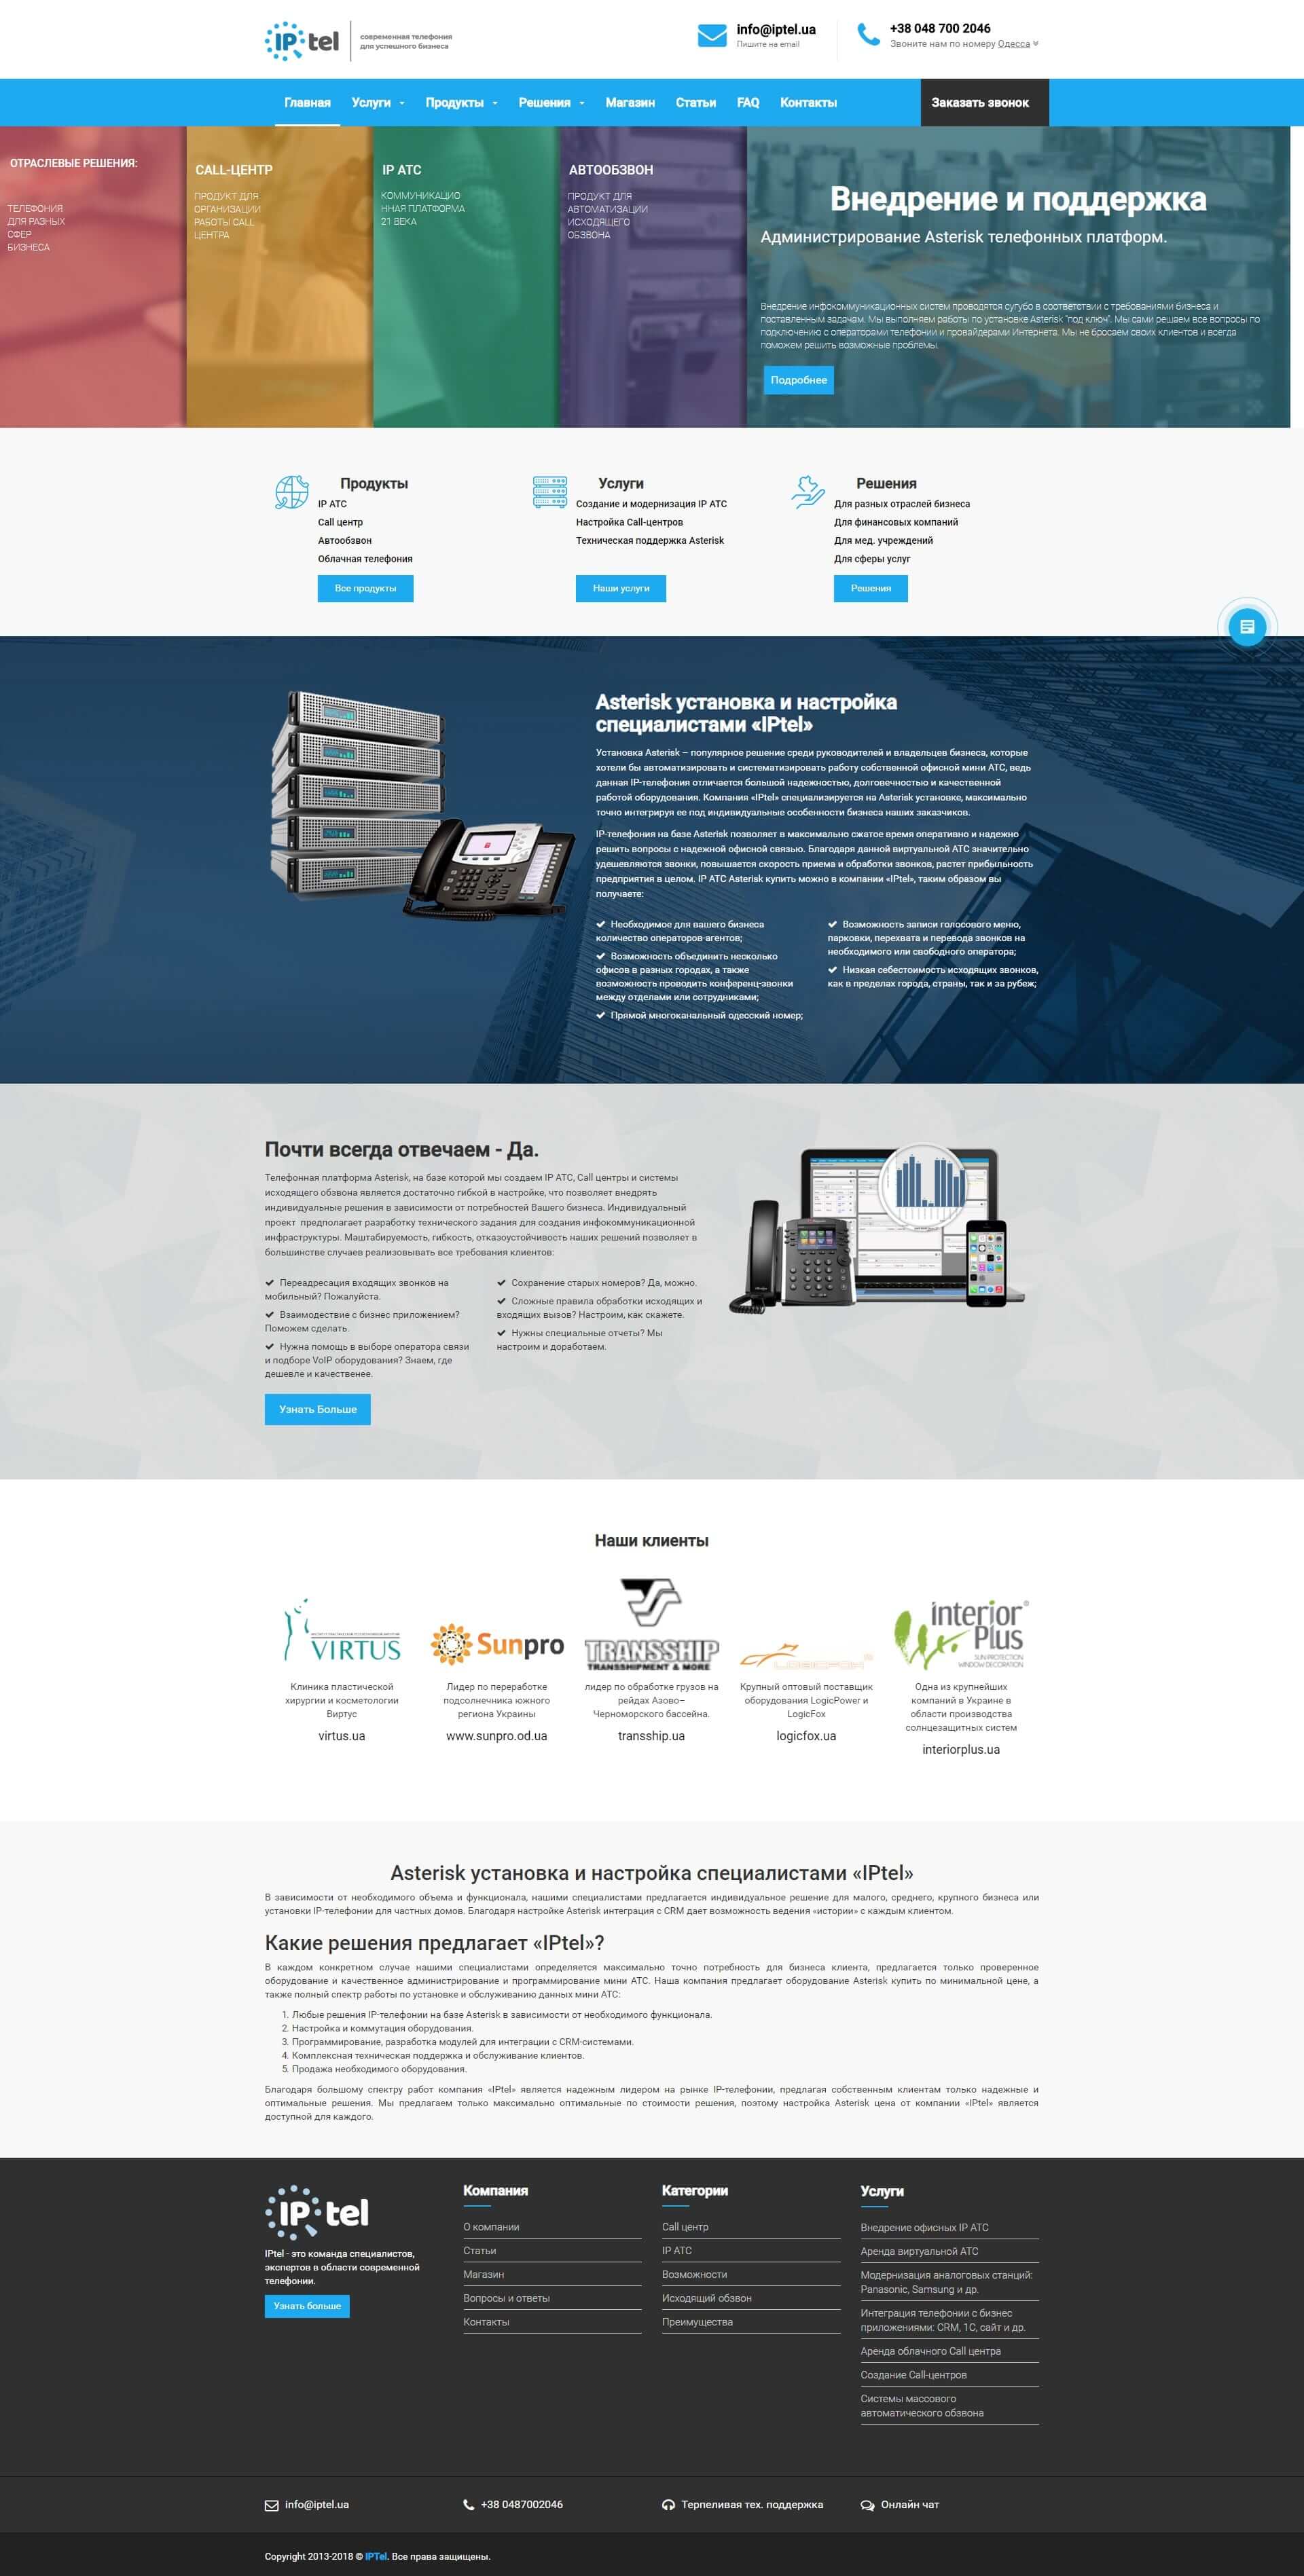 IP tel
современная телефония
для успешного бизнеса
info@iptel.ua
Пишите на email
+38 048 700 2046
Звоните нам по номеру Одесса
Главная Услуги Продукты Решения Магазин Статьи FAQ Контакты
Заказать звонок
ОТРАСЛЕВЫЕ РЕШЕНИЯ:
ТЕЛЕФОНИЯ
ДЛЯ РАЗНЫХ
СФЕР
БИЗНЕСА
CALL-ЦЕНТР
ПРОДУКТ ДЛЯ
ОРГАНИЗАЦИИ
РАБОТЫ CALL
ЦЕНТРА
IP АТС
КОММУНИКАЦИО
ННАЯ ПЛАТФОРМА
21 ВЕКА
АВТООБЗВОН
ПРОДУКТ ДЛЯ
АВТОМАТИЗАЦИИ
ИСХОДЯЩЕГО
ОБЗВОНА
Внедрение и поддержка
Администрирование Asterisk телефонных платформ.
Внедрение инфокоммуникационных систем проводятся сугубо в соответствии с требованиями бизнеса и
поставленным задачам. Мы выполняем работы по установке Asterisk "под ключ". Мы сами решаем все вопросы по
подключению с операторами телефонии и провайдерами Интернета. Мы не бросаем своих клиентов и всегда
поможем решить возможные проблемы.
Подробнее
Продукты
IP АТС
Call центр
Автообзвон
Облачная телефония
Все продукты
Услуги
Создание и модернизация IP АТС
Настройка Call-центров
Техническая поддержка Asterisk
Наши услуги
Решения
Для разных отраслей бизнеса
Для финансовых компаний
Для мед. учреждений
Для сферы услуг
Решения
Asterisk установка и настройка
специалистами «IPtel»
Установка Asterisk – популярное решение среди руководителей и владельцев бизнеса, которые
хотели бы автоматизировать и систематизировать работу собственной офисной мини АТС, ведь
данная IP-телефония отличается большой надежностью, долговечностью и качественной
работой оборудования. Компания «IPtel» специализируется на Asterisk установке, максимально
точно интегрируя ее под индивидуальные особенности бизнеса наших заказчиков.
IP-телефония на базе Asterisk позволяет в максимально сжатое время оперативно и надежно
решить вопросы с надежной офисной связью. Благодаря данной виртуальной АТС значительно
удешевляются звонки, повышается скорость приема и обработки звонков, растет прибыльность
предприятия в целом. IP АТС Asterisk купить можно в компании «IPtel», таким образом вы
получаете:
Необходимое для вашего бизнеса
количество операторов-агентов;
Возможность объединить несколько
офисов в разных городах, а также
возможность проводить конференц-звонки
между отделами или сотрудниками;
Прямой многоканальный одесский номер;
Возможность записи голосового меню,
парковки, перехвата и перевода звонков на
необходимого или свободного оператора;
Низкая себестоимость исходящих звонков,
как в пределах города, страны, так и за рубеж;
Почти всегда отвечаем - Да.
Телефонная платформа Asterisk, на базе которой мы создаем IP АТС, Call центры и системы
исходящего обзвона является достаточно гибкой в настройке, что позволяет внедрять
индивидуальные решения в зависимости от потребностей Вашего бизнеса. Индивидуальный
проект предполагает разработку технического задания для создания инфокоммуникационной
инфраструктуры. Маштабируемость, гибкость, отказоустойчивость наших решений позволяет в
большинстве случаев реализовывать все требования клиентов:
Переадресация входящих звонков на
мобильный? Пожалуйста.
Взаимодествие с бизнес приложением?
Поможем сделать.
Нужна помощь в выборе оператора связи
и подборе VoIP оборудования? Знаем, где
дешевле и качественее.
Сохранение старых номеров? Да, можно.
Сложные правила обработки исходящих и
входящих вызов? Настроим, как скажете.
Нужны специальные отчеты? Мы
настроим и доработаем.
Узнать Больше
Наши клиенты
VIRTUS
Клиника пластической
хирургии и косметологии
Виртус
virtus.ua
Sunpro
Лидер по переработке
подсолнечника южного
региона Украины
www.sunpro.od.ua
TRANSSHIP
TRANSSHIPMENT & MORE
лидер по обработке грузов на
рейдах Азово–
Черноморского бассейна.
transship.ua
LOGICFOX
Крупный оптовый поставщик
оборудования LogicPower и
LogicFox
logicfox.ua
interior
Plus
SUN PROTECTION
WINDOW DECORATION
Одна из крупнейших
компаний в Украине в
области производства
солнцезащитных систем
interiorplus.ua
Asterisk установка и настройка специалистами «IPtel»
В зависимости от необходимого объема и функционала, нашими специалистами предлагается индивидуальное решение для малого, среднего, крупного бизнеса или
установки IP-телефонии для частных домов. Благодаря настройке Asterisk интеграция с CRM дает возможность ведения «истории» с каждым клиентом.
Какие решения предлагает «IPtel»?
В каждом конкретном случае нашими специалистами определяется максимально точно потребность для бизнеса клиента, предлагается только проверенное
оборудование и качественное администрирование и программирование мини АТС. Наша компания предлагает оборудование Asterisk купить по минимальной цене, а
также полный спектр работы по установке и обслуживанию данных мини АТС:
1. Любые решения IP-телефонии на базе Asterisk в зависимости от необходимого функционала.
2. Настройка и коммутация оборудования.
3. Программирование, разработка модулей для интеграции с CRM-системами.
4. Комплексная техническая поддержка и обслуживание клиентов.
5. Продажа необходимого оборудования.
Благодаря большому спектру работ компания «IPtel» является надежным лидером на рынке IP-телефонии, предлагая собственным клиентам только надежные и
оптимальные решения. Мы предлагаем только максимально оптимальные по стоимости решения, поэтому настройка Asterisk цена от компании «IPtel» является
доступной для каждого.
IP tel
IPtel - это команда специалистов,
экспертов в области современной
телефонии.
Узнать больше
Компания
О компании
Статьи
Магазин
Вопросы и ответы
Контакты
Категории
Call центр
IP АТС
Возможности
Исходящий обзвон
Преимущества
Услуги
Внедрение офисных IP АТС
Аренда виртуальной АТС
Модернизация аналоговых станций:
Panasonic, Samsung и др.
Интеграция телефонии с бизнес
приложениями: CRM, 1С, сайт и др.
Аренда облачного Call центра
Создание Call-центров
Системы массового
автоматического обзвона
info@iptel.ua
+38 0487002046
Терпеливая тех. поддержка
Онлайн чат
Copyright 2013-2018 © IPTel. Все права защищены.